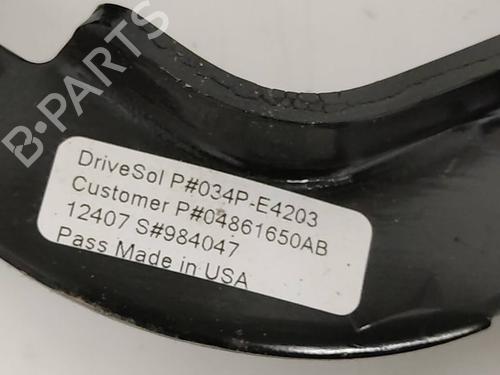 B-PARTS
DriveSol P#034P-E4203
Customer P#04861650AB
12407 S#984047
Pass Made in USA